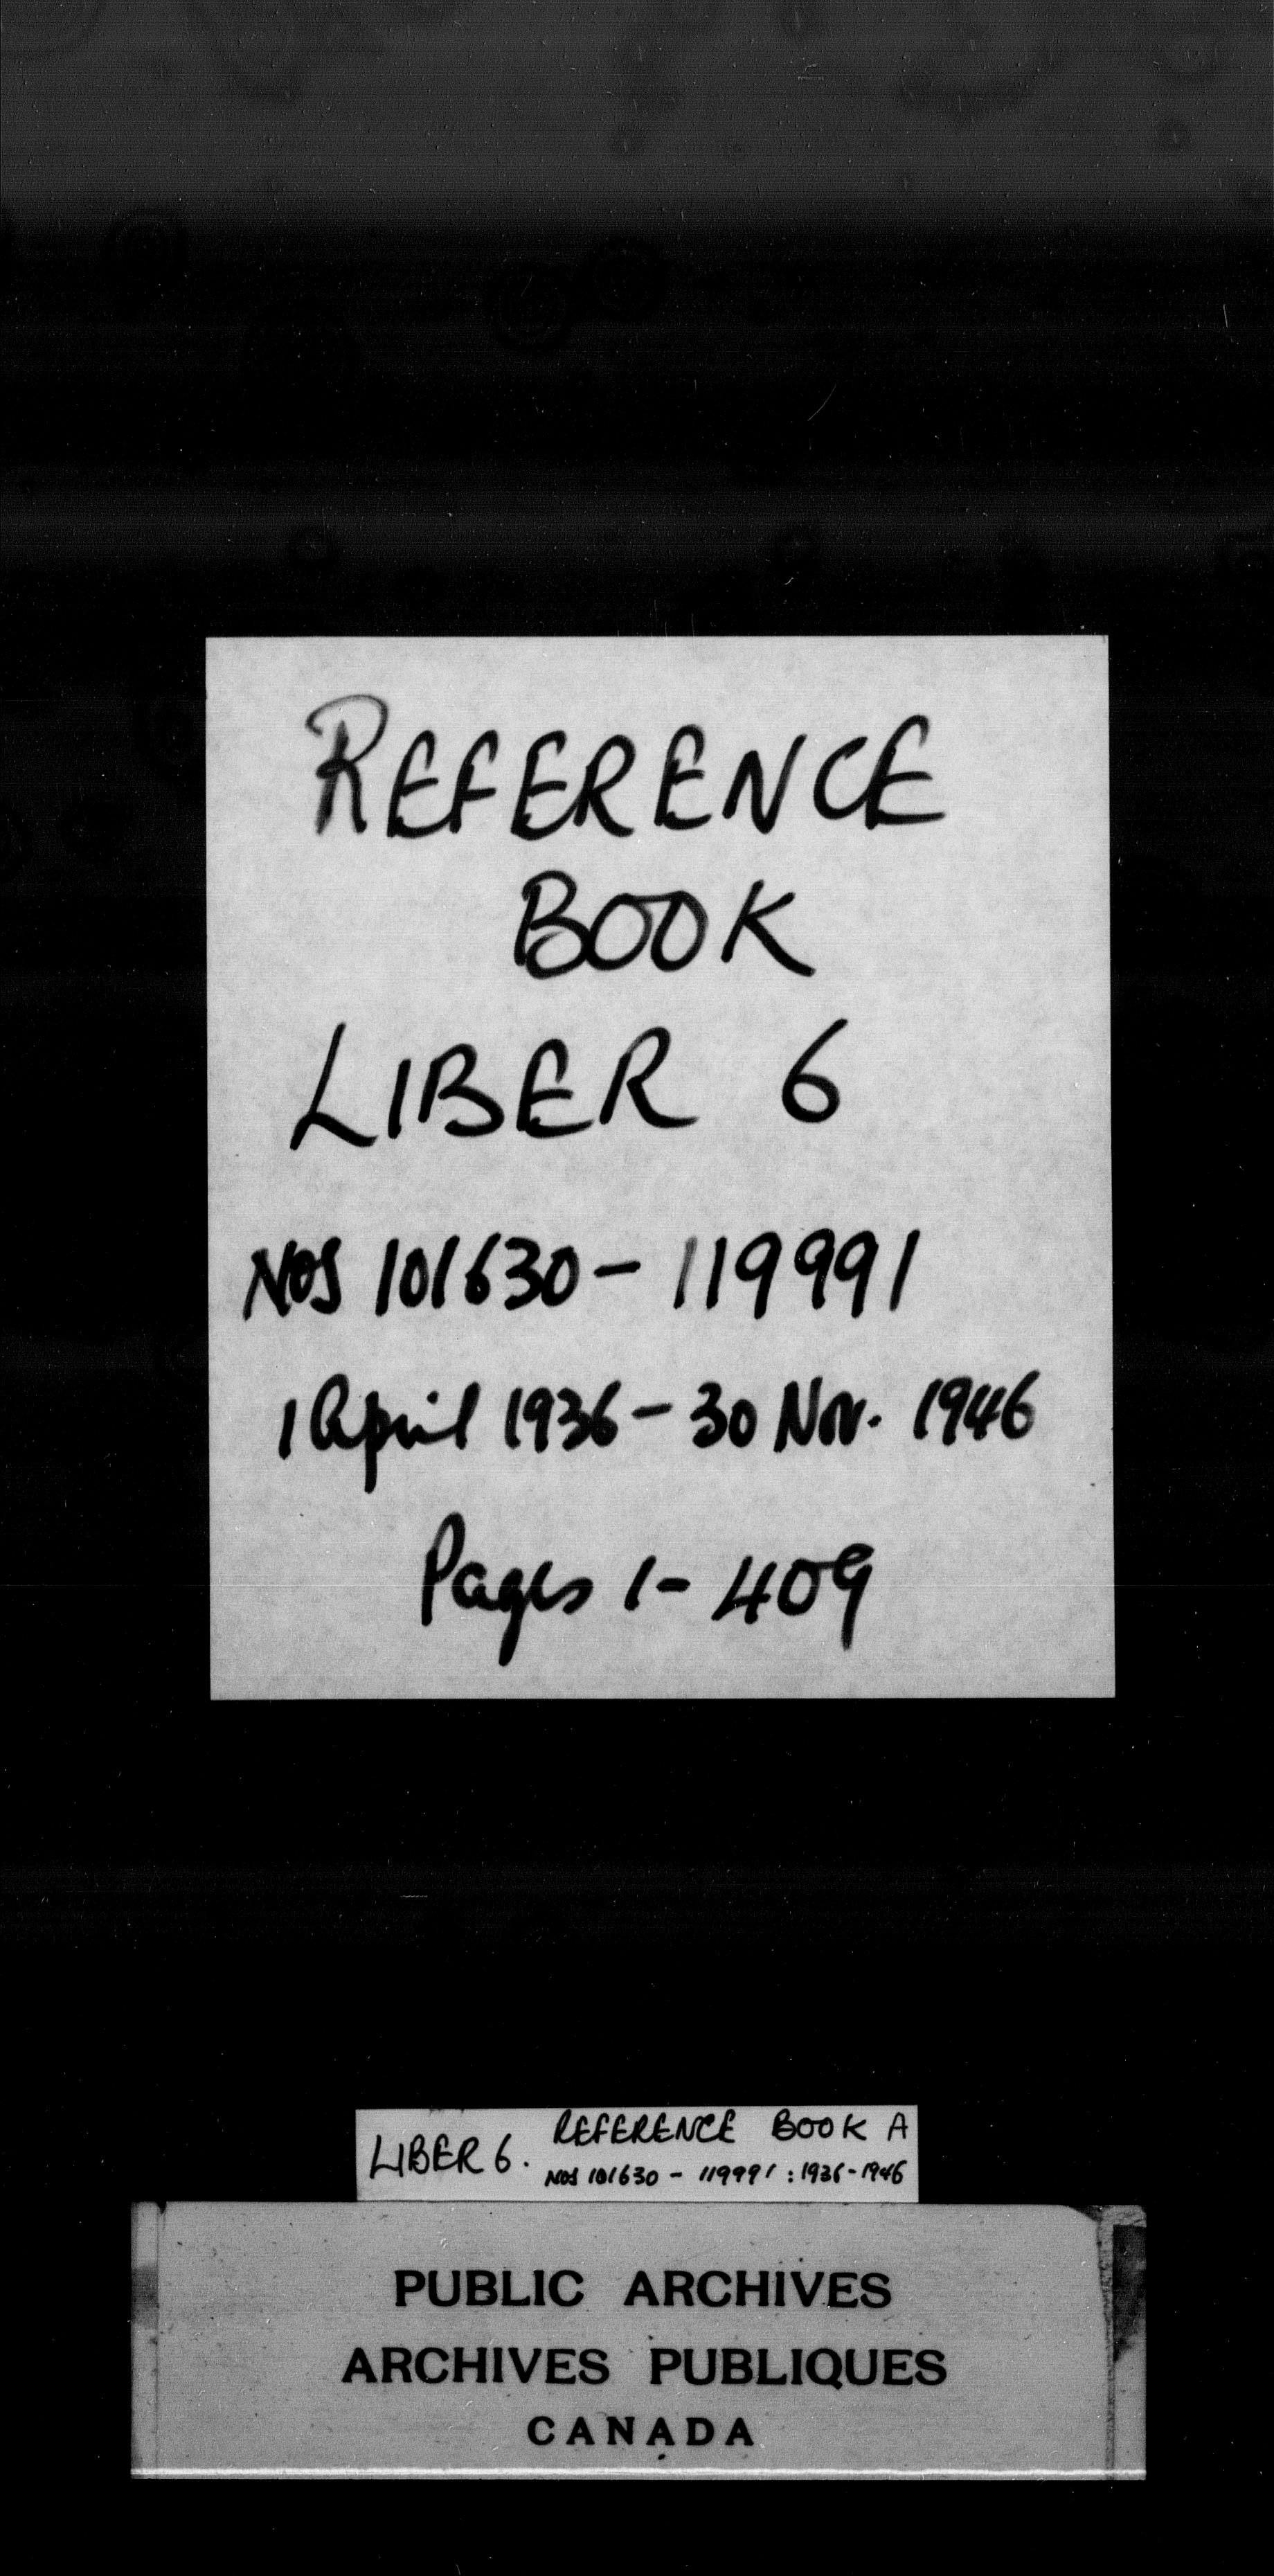 REFERENCE
BOOK
LIBER 6
NOS 101630 - 119991
1 April 1936 - 30 Nov. 1946
Pages 1 - 409
LIBER 6. REFERENCE BOOK A
NOS 101630 - 119991 : 1936-1946
PUBLIC ARCHIVES
ARCHIVES PUBLIQUES
CANADA